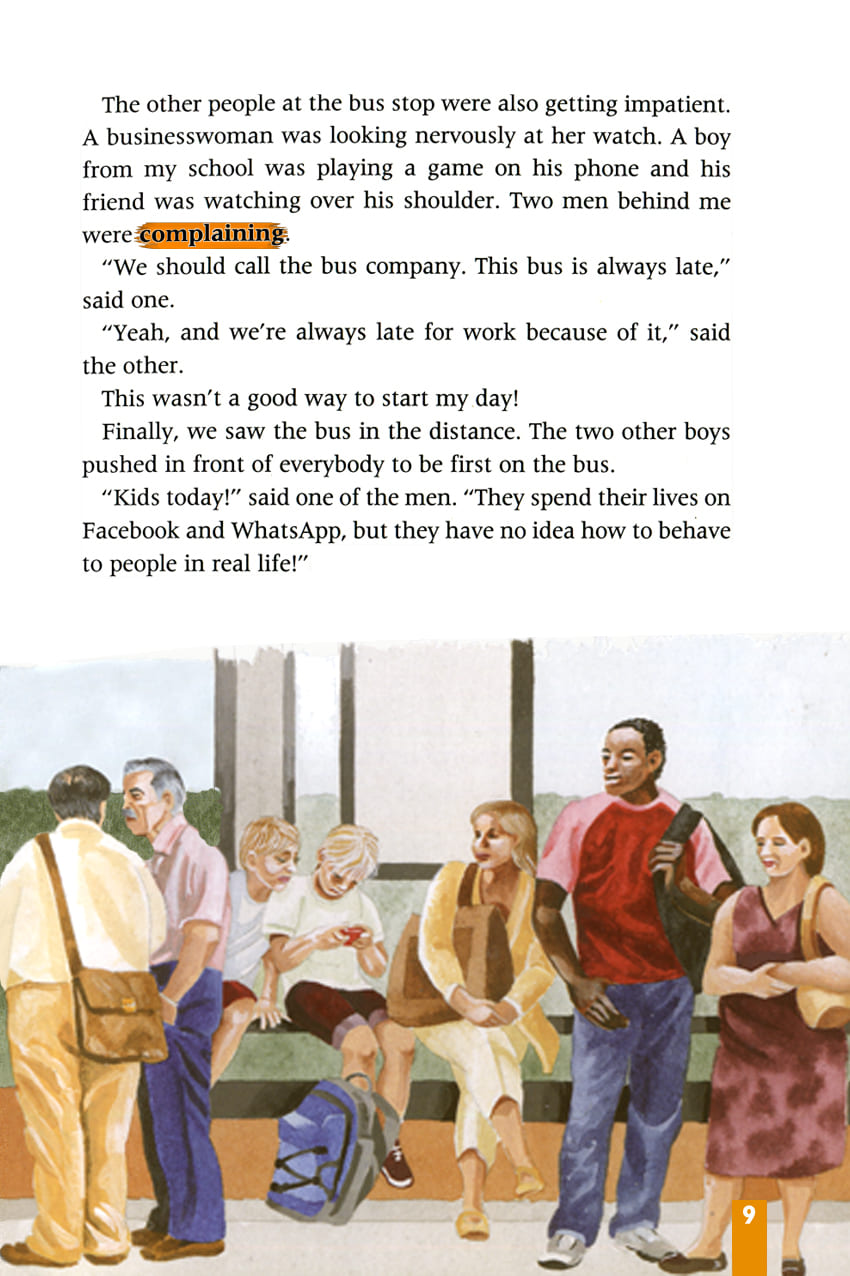 The other people at the bus stop were also getting impatient.
A businesswoman was looking nervously at her watch. A boy
from my school was playing a game on his phone and his
friend was watching over his shoulder. Two men behind me
were complaining.
“We should call the bus company. This bus is always late,”
said one.
“Yeah, and we’re always late for work because of it,” said
the other.
This wasn’t a good way to start my day!
Finally, we saw the bus in the distance. The two other boys
pushed in front of everybody to be first on the bus.
“Kids today!” said one of the men. “They spend their lives on
Facebook and WhatsApp, but they have no idea how to behave
to people in real life!”
9